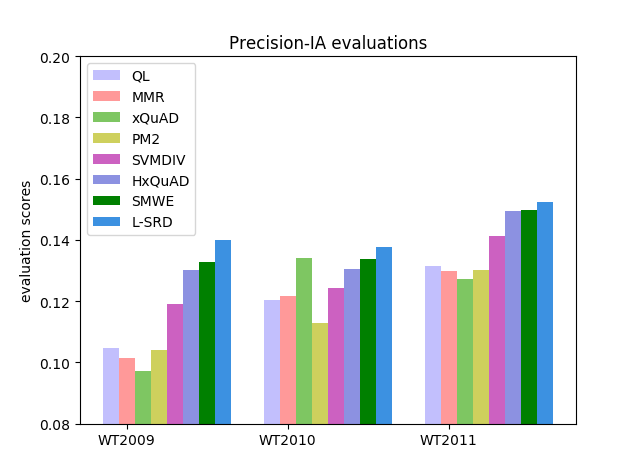 Precision-IA evaluations
0.20
0.18
0.16
0.14
0.12
0.10
0.08
evaluation scores
QL
MMR
xQuAD
PM2
SVMDIV
HxQuAD
SMWE
L-SRD
WT2009
WT2010
WT2011